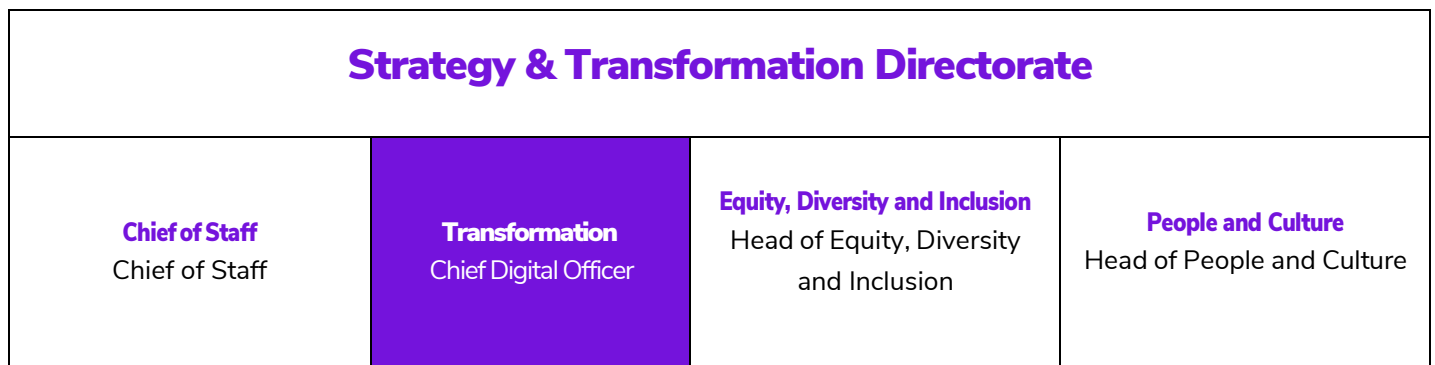 Strategy & Transformation Directorate
Chief of Staff
Chief of Staff
Transformation
Chief Digital Officer
Equity, Diversity and Inclusion
Head of Equity, Diversity
and Inclusion
People and Culture
Head of People and Culture